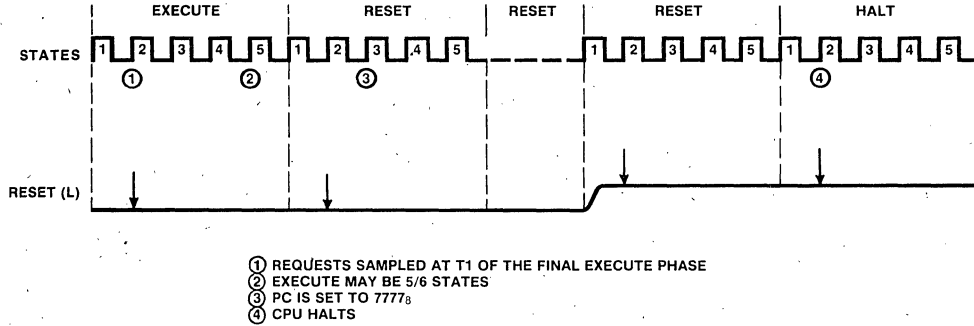 EXECUTE RESET RESET RESET HALT
STATES 1 2 3 4 5 1 2 3 4 5 1 2 3 4 5 1 2 3 4 5
① ② ③ ④
RESET (L)
① REQUESTS SAMPLED AT T1 OF THE FINAL EXECUTE PHASE
② EXECUTE MAY BE 5/6 STATES
③ PC IS SET TO 7777₈
④ CPU HALTS